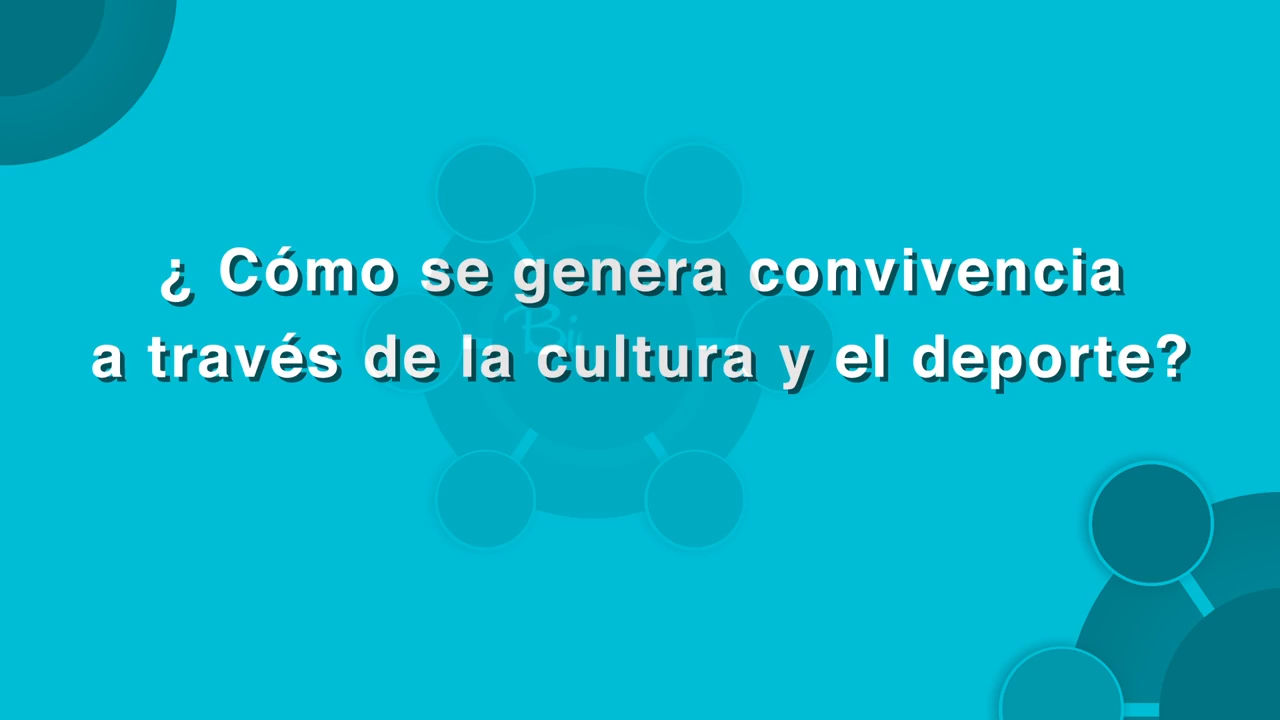 ¿ Cómo se genera convivencia
a través de la cultura y el deporte?